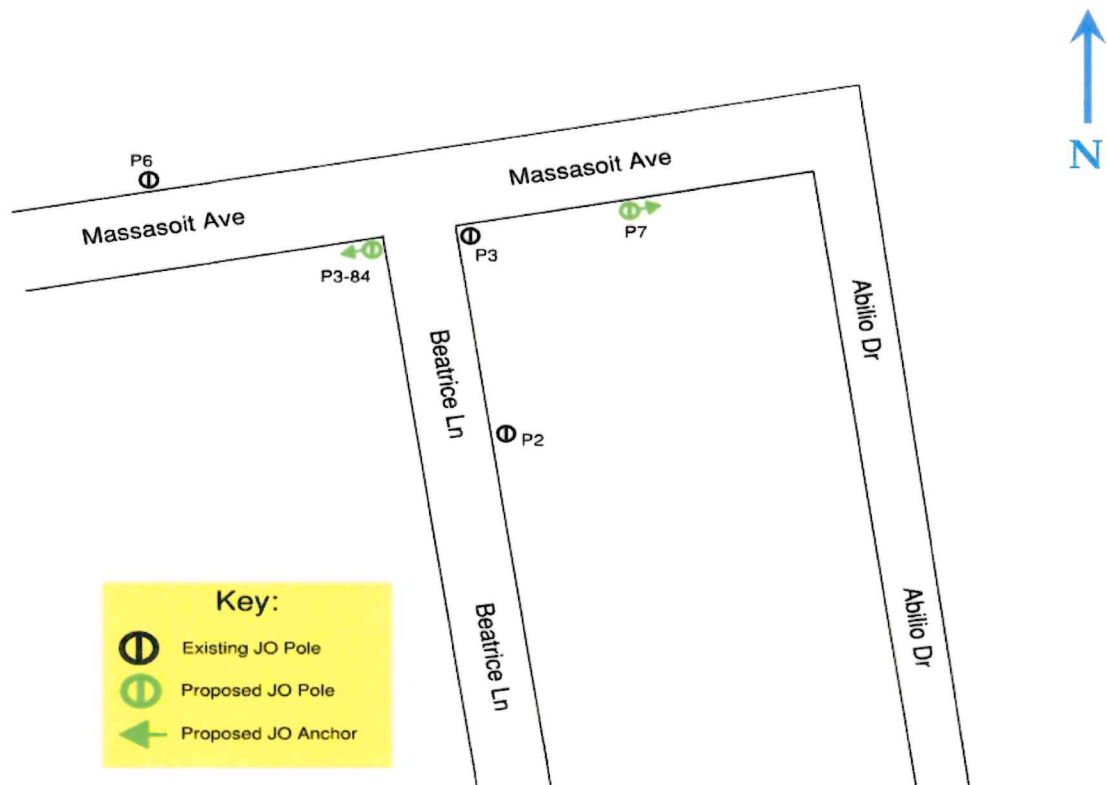 N
P6
Massasoit Ave
Massasoit Ave
P3-84
P3
P7
Beatrice Ln
P2
Abilio Dr
Beatrice Ln
Abilio Dr
Key:
Existing JO Pole
Proposed JO Pole
Proposed JO Anchor